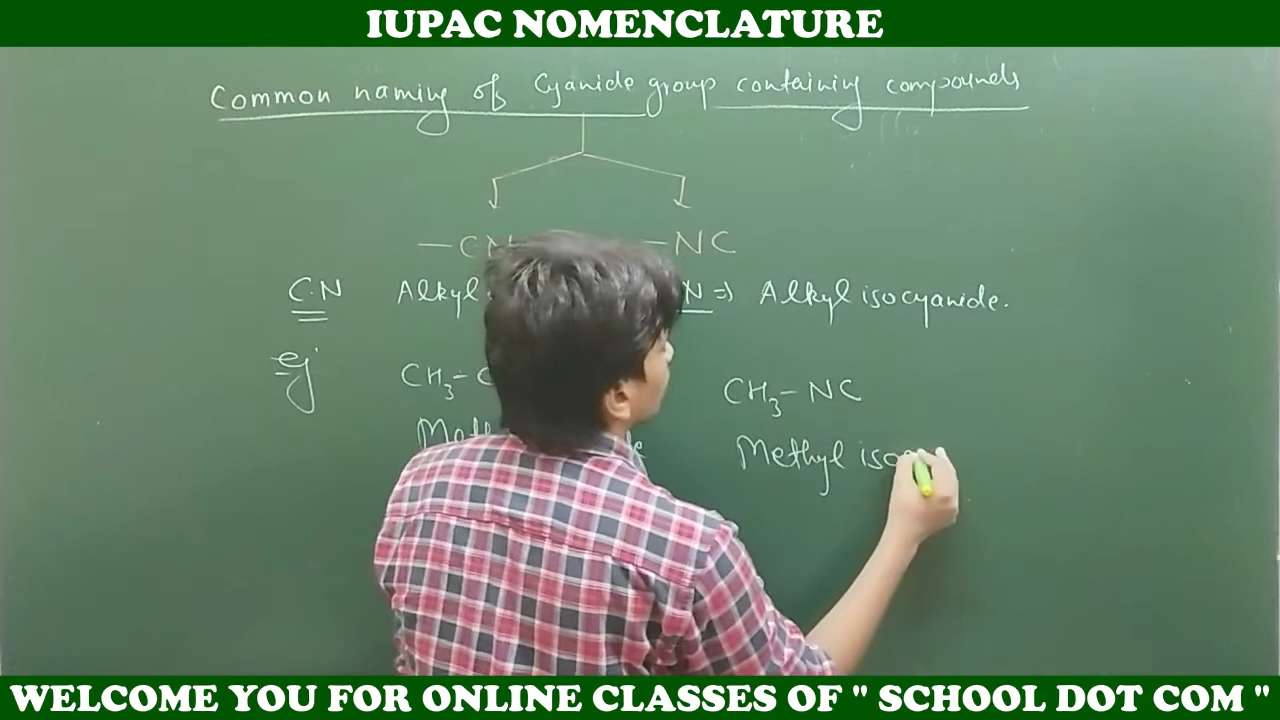 IUPAC NOMENCLATURE
Common naming of Cyanide group containing compounds
—CN —NC
C.N Alkyl N => Alkyl isocyanide.
eg CH3- C CH3- NC
Methyl iso
WELCOME YOU FOR ONLINE CLASSES OF " SCHOOL DOT COM "